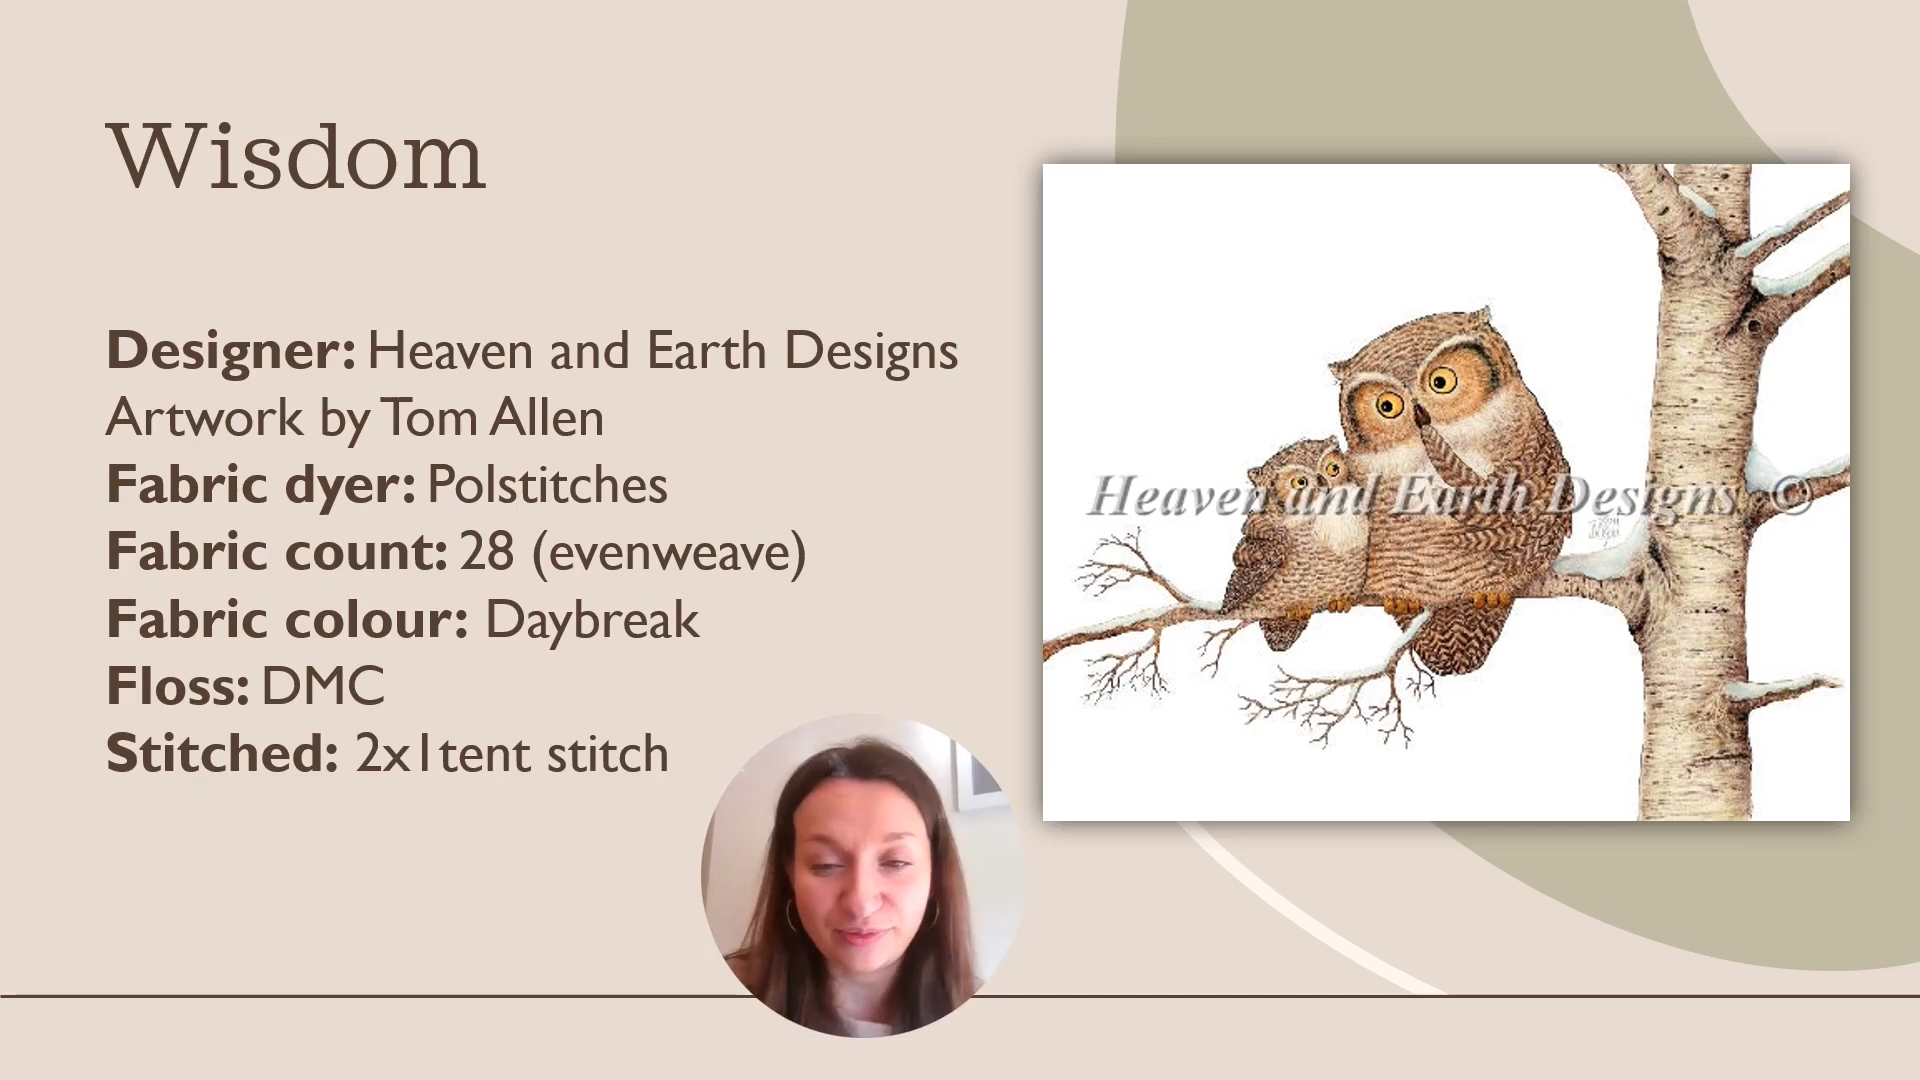 Wisdom
Designer: Heaven and Earth Designs
Artwork by Tom Allen
Fabric dyer: Polstitches
Fabric count: 28 (evenweave)
Fabric colour: Daybreak
Floss: DMC
Stitched: 2x1tent stitch
Heaven and Earth Designs ©